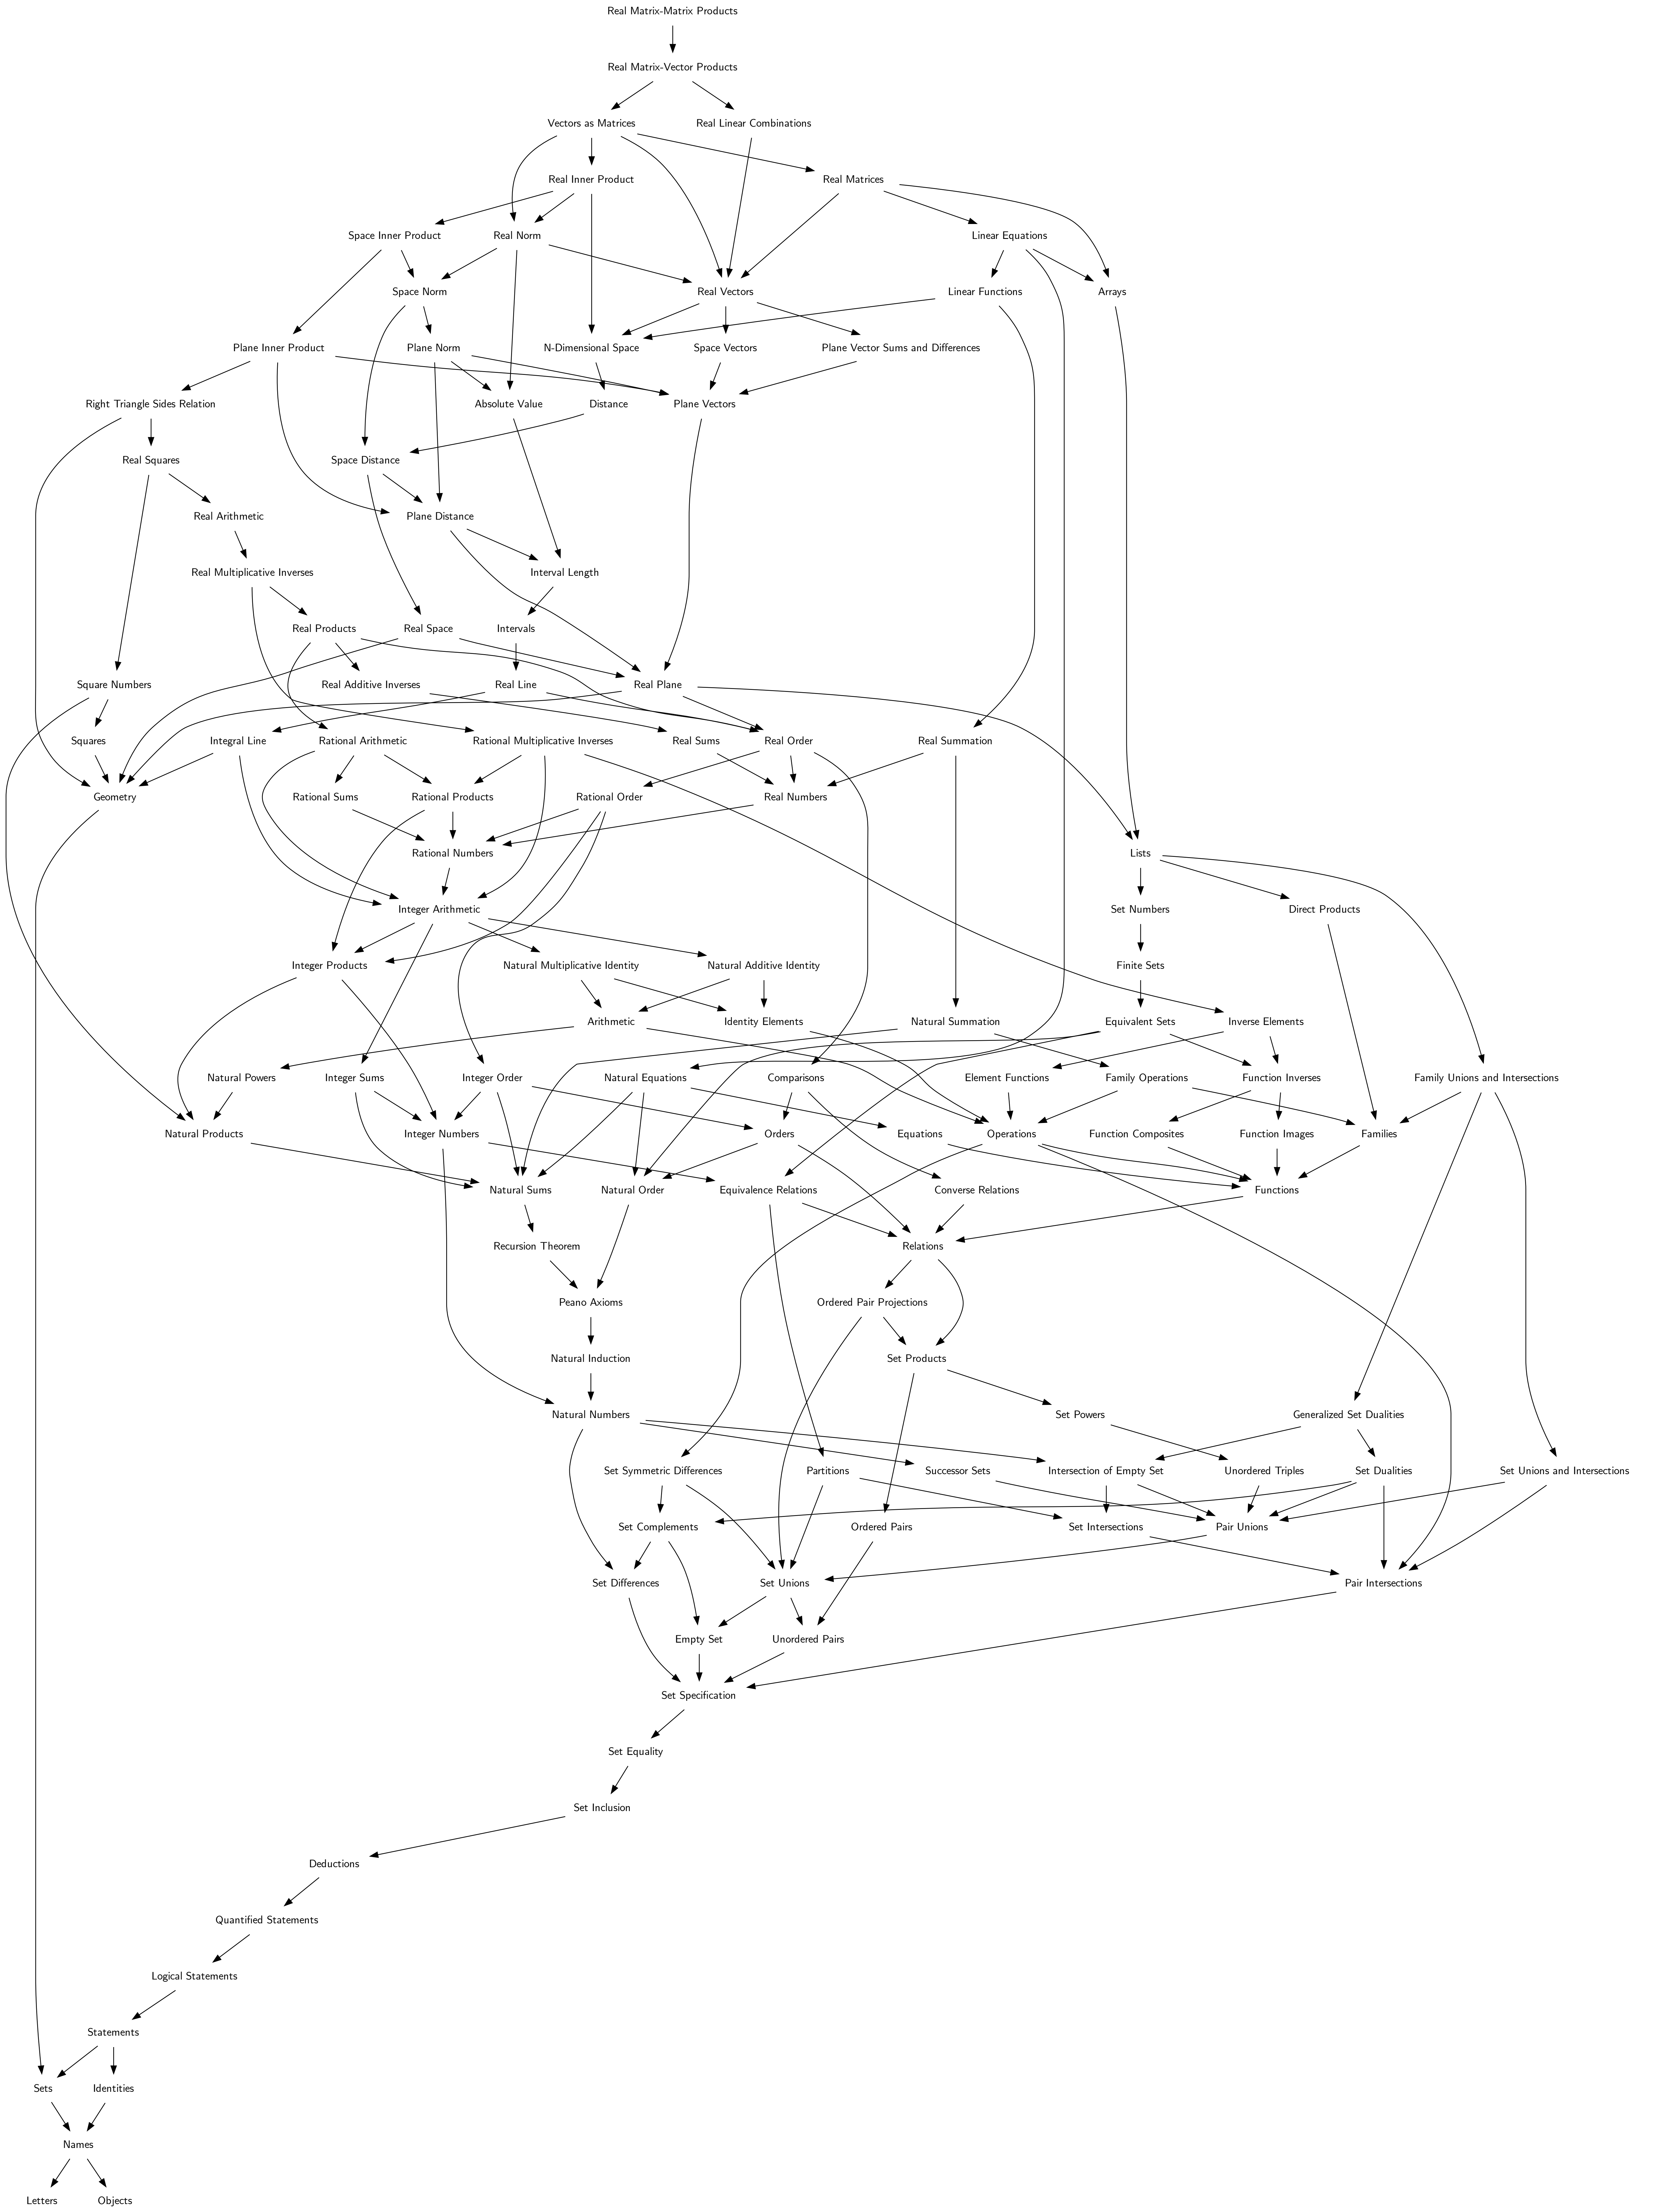 Real Matrix-Matrix Products
Real Matrix-Vector Products
Vectors as Matrices
Real Linear Combinations
Real Inner Product
Real Matrices
Space Inner Product
Real Norm
Linear Equations
Space Norm
Real Vectors
Linear Functions
Arrays
Plane Inner Product
Plane Norm
N-Dimensional Space
Space Vectors
Plane Vector Sums and Differences
Right Triangle Sides Relation
Absolute Value
Distance
Plane Vectors
Real Squares
Space Distance
Real Arithmetic
Plane Distance
Real Multiplicative Inverses
Interval Length
Real Products
Real Space
Intervals
Square Numbers
Real Additive Inverses
Real Line
Real Plane
Squares
Integral Line
Rational Arithmetic
Rational Multiplicative Inverses
Real Sums
Real Order
Real Summation
Geometry
Rational Sums
Rational Products
Rational Order
Real Numbers
Rational Numbers
Lists
Integer Arithmetic
Set Numbers
Direct Products
Integer Products
Natural Multiplicative Identity
Natural Additive Identity
Finite Sets
Arithmetic
Identity Elements
Natural Summation
Equivalent Sets
Inverse Elements
Natural Powers
Integer Sums
Integer Order
Natural Equations
Comparisons
Element Functions
Family Operations
Function Inverses
Family Unions and Intersections
Natural Products
Integer Numbers
Orders
Equations
Operations
Function Composites
Function Images
Families
Natural Sums
Natural Order
Equivalence Relations
Converse Relations
Functions
Recursion Theorem
Relations
Peano Axioms
Ordered Pair Projections
Natural Induction
Set Products
Natural Numbers
Set Powers
Generalized Set Dualities
Set Symmetric Differences
Partitions
Successor Sets
Intersection of Empty Set
Unordered Triples
Set Dualities
Set Unions and Intersections
Set Complements
Ordered Pairs
Set Intersections
Pair Unions
Set Differences
Set Unions
Pair Intersections
Empty Set
Unordered Pairs
Set Specification
Set Equality
Set Inclusion
Deductions
Quantified Statements
Logical Statements
Statements
Sets
Identities
Names
Letters
Objects